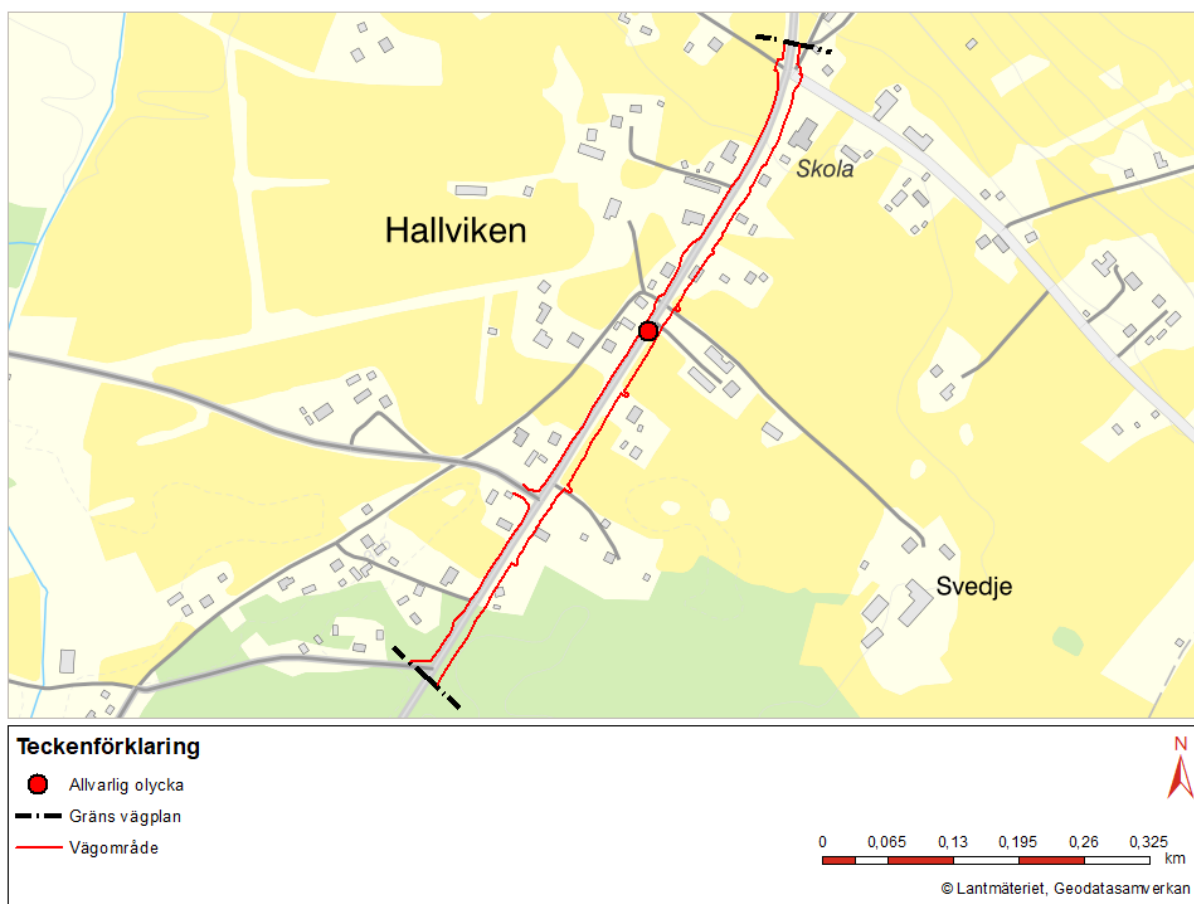 Skola
Hallviken
Svedje
Teckenförklaring
Allvarlig olycka
Gräns vägplan
Vägområde
N
0 0,065 0,13 0,195 0,26 0,325
km
© Lantmäteriet, Geodatasamverkan